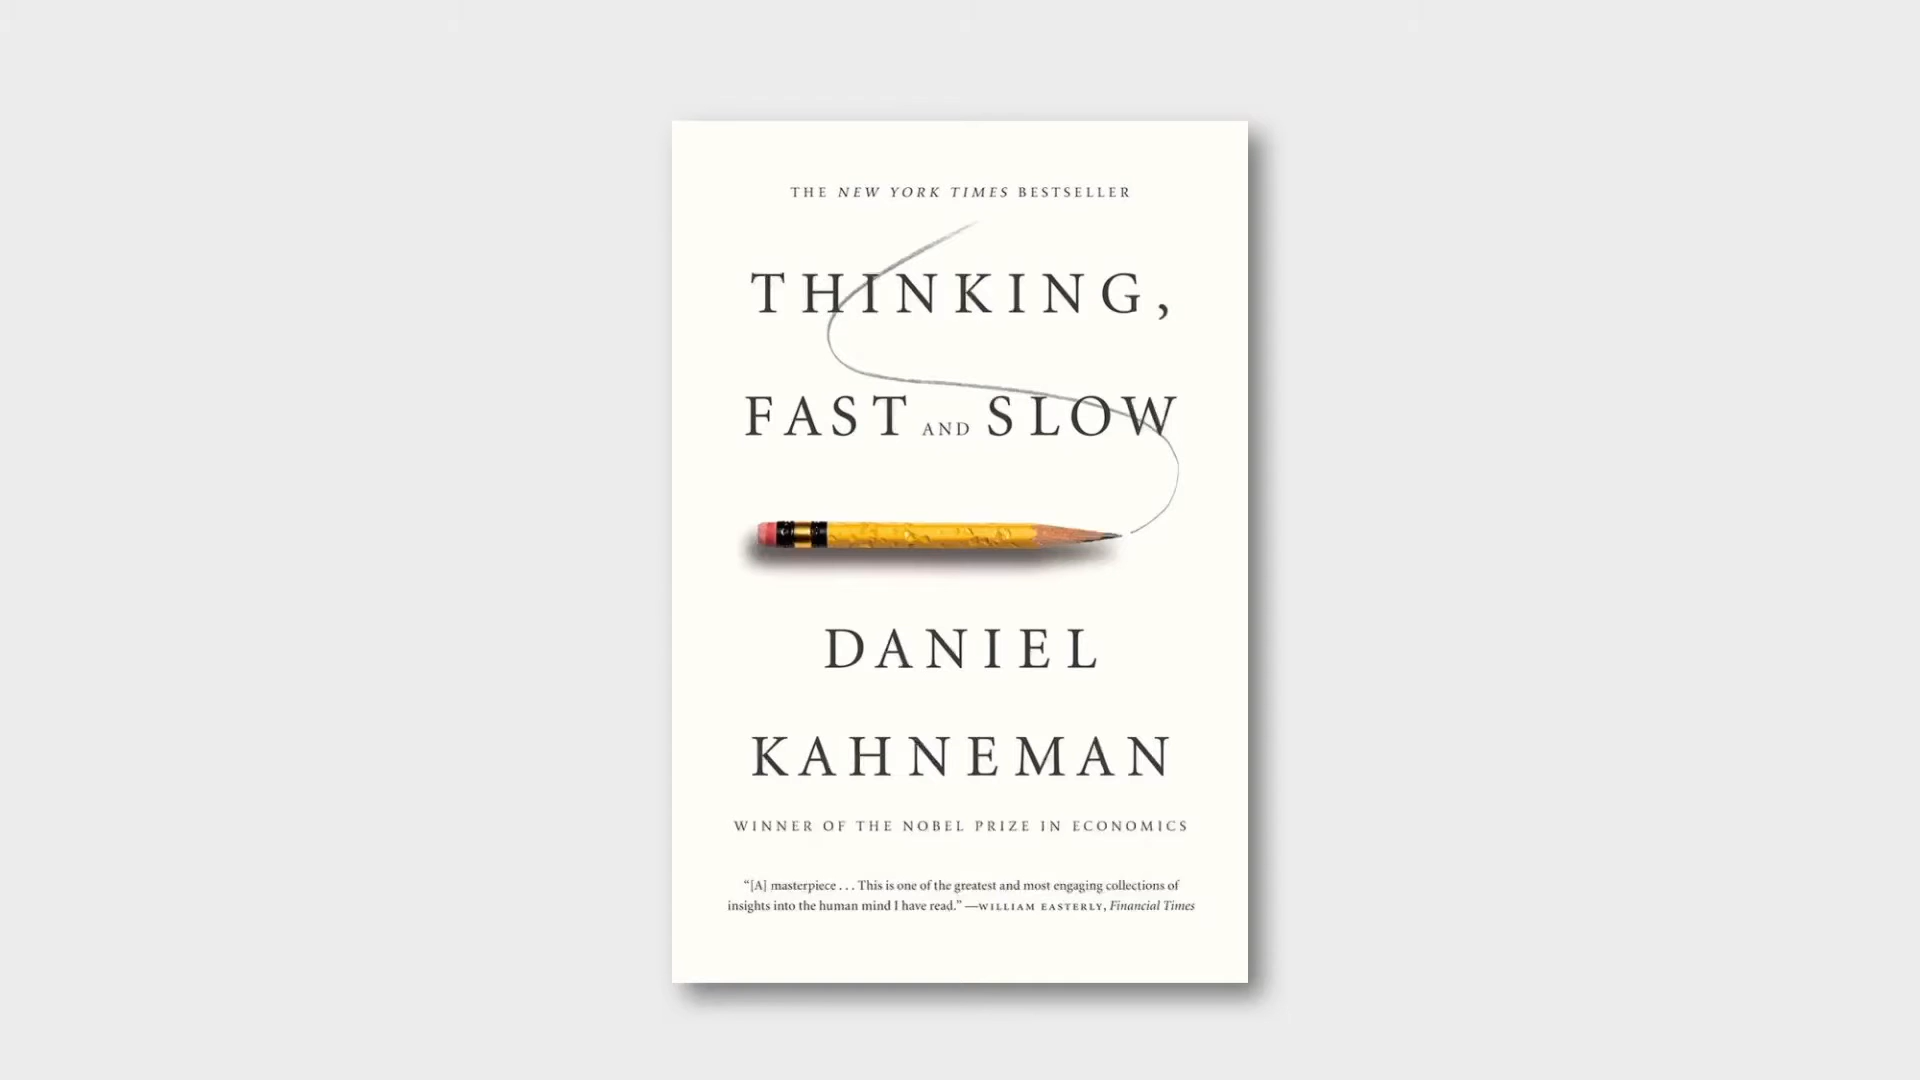 THE NEW YORK TIMES BESTSELLER
THINKING,
FAST AND SLOW
DANIEL
KAHNEMAN
WINNER OF THE NOBEL PRIZE IN ECONOMICS
“[A] masterpiece . . . This is one of the greatest and most engaging collections of
insights into the human mind I have read.” —WILLIAM EASTERLY, Financial Times